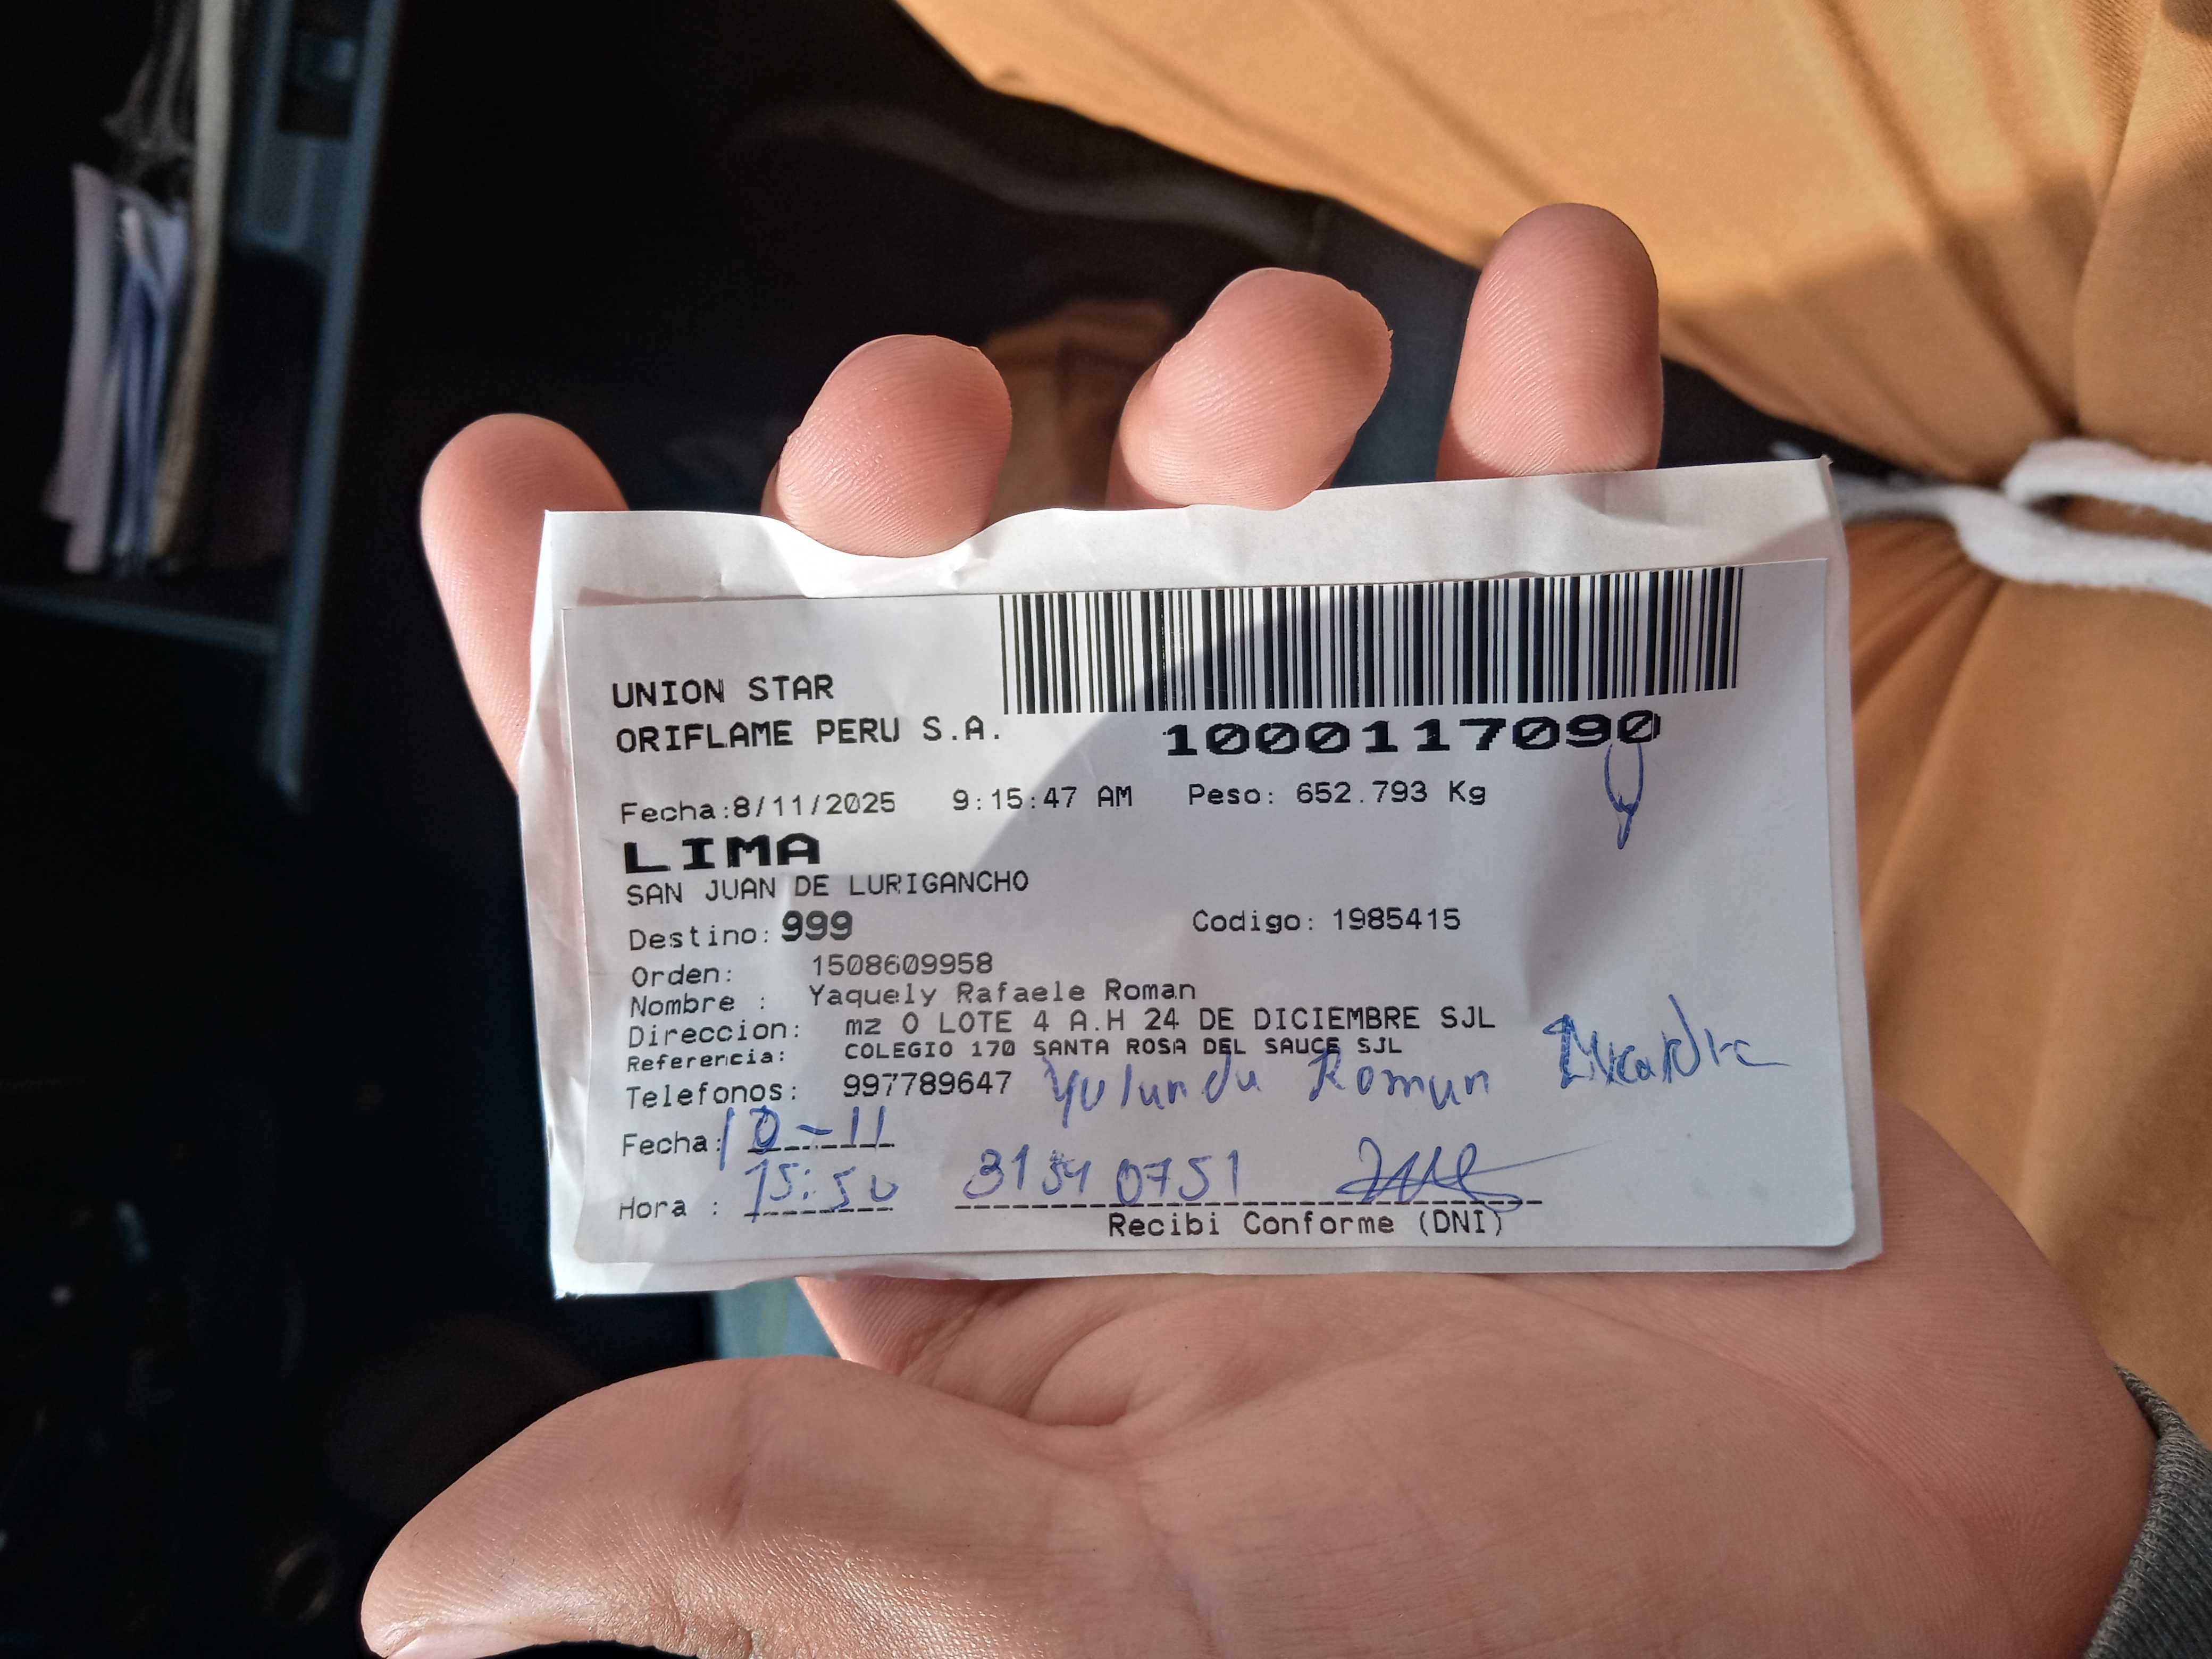 UNION STAR
ORIFLAME PERU S.A.
1000117090
Fecha:8/11/2025 9:15:47 AM Peso: 652.793 Kg
LIMA
SAN JUAN DE LURIGANCHO
Destino: 999 Codigo: 1985415
Orden: 1508609958
Nombre : Yaquely Rafaele Roman
Direccion: mz O LOTE 4 A.H 24 DE DICIEMBRE SJL
Referencia: COLEGIO 170 SANTA ROSA DEL SAUCE SJL
Telefonos: 997789647 Yulundu Romun
Fecha: 10-11
Hora : 15:50 31540751
Recibi Conforme (DNI)